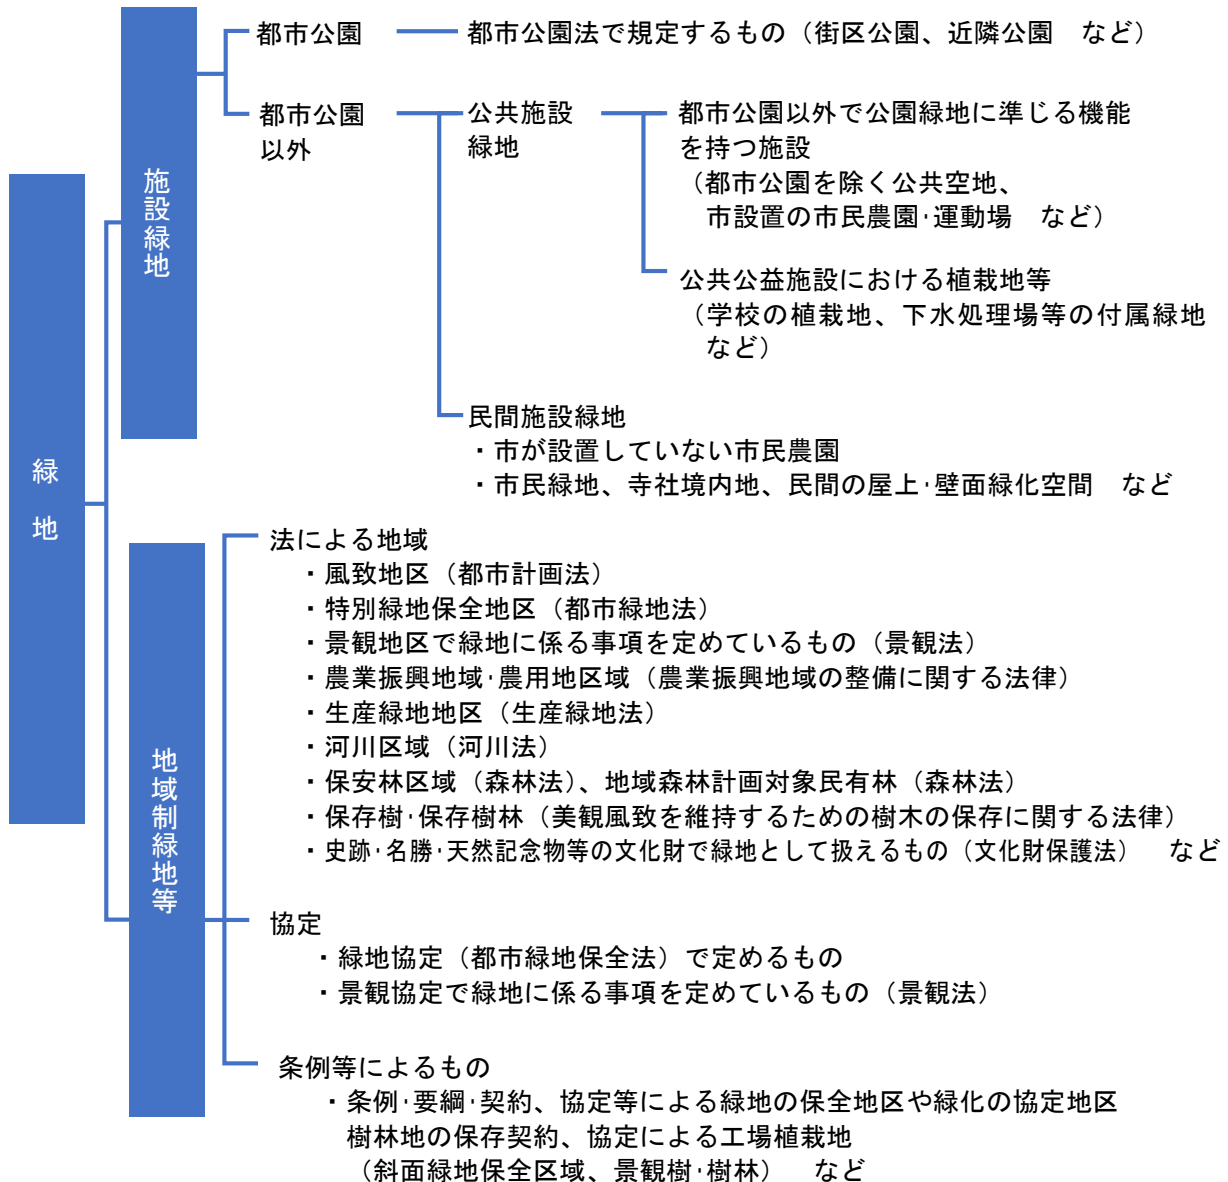 緑地
施設緑地
都市公園
都市公園法で規定するもの（街区公園、近隣公園　など）
都市公園
以外
公共施設
緑地
都市公園以外で公園緑地に準じる機能
を持つ施設
（都市公園を除く公共空地、
市設置の市民農園・運動場　など）
公共公益施設における植栽地等
（学校の植栽地、下水処理場等の付属緑地
など）
民間施設緑地
・市が設置していない市民農園
・市民緑地、寺社境内地、民間の屋上・壁面緑化空間　など
地域制緑地等
法による地域
・風致地区（都市計画法）
・特別緑地保全地区（都市緑地法）
・景観地区で緑地に係る事項を定めているもの（景観法）
・農業振興地域・農用地区域（農業振興地域の整備に関する法律）
・生産緑地地区（生産緑地法）
・河川区域（河川法）
・保安林区域（森林法）、地域森林計画対象民有林（森林法）
・保存樹・保存樹林（美観風致を維持するための樹木の保存に関する法律）
・史跡・名勝・天然記念物等の文化財で緑地として扱えるもの（文化財保護法）　など
協定
・緑地協定（都市緑地保全法）で定めるもの
・景観協定で緑地に係る事項を定めているもの（景観法）
条例等によるもの
・条例・要綱・契約、協定等による緑地の保全地区や緑化の協定地区
樹林地の保存契約、協定による工場植栽地
（斜面緑地保全区域、景観樹・樹林）　など